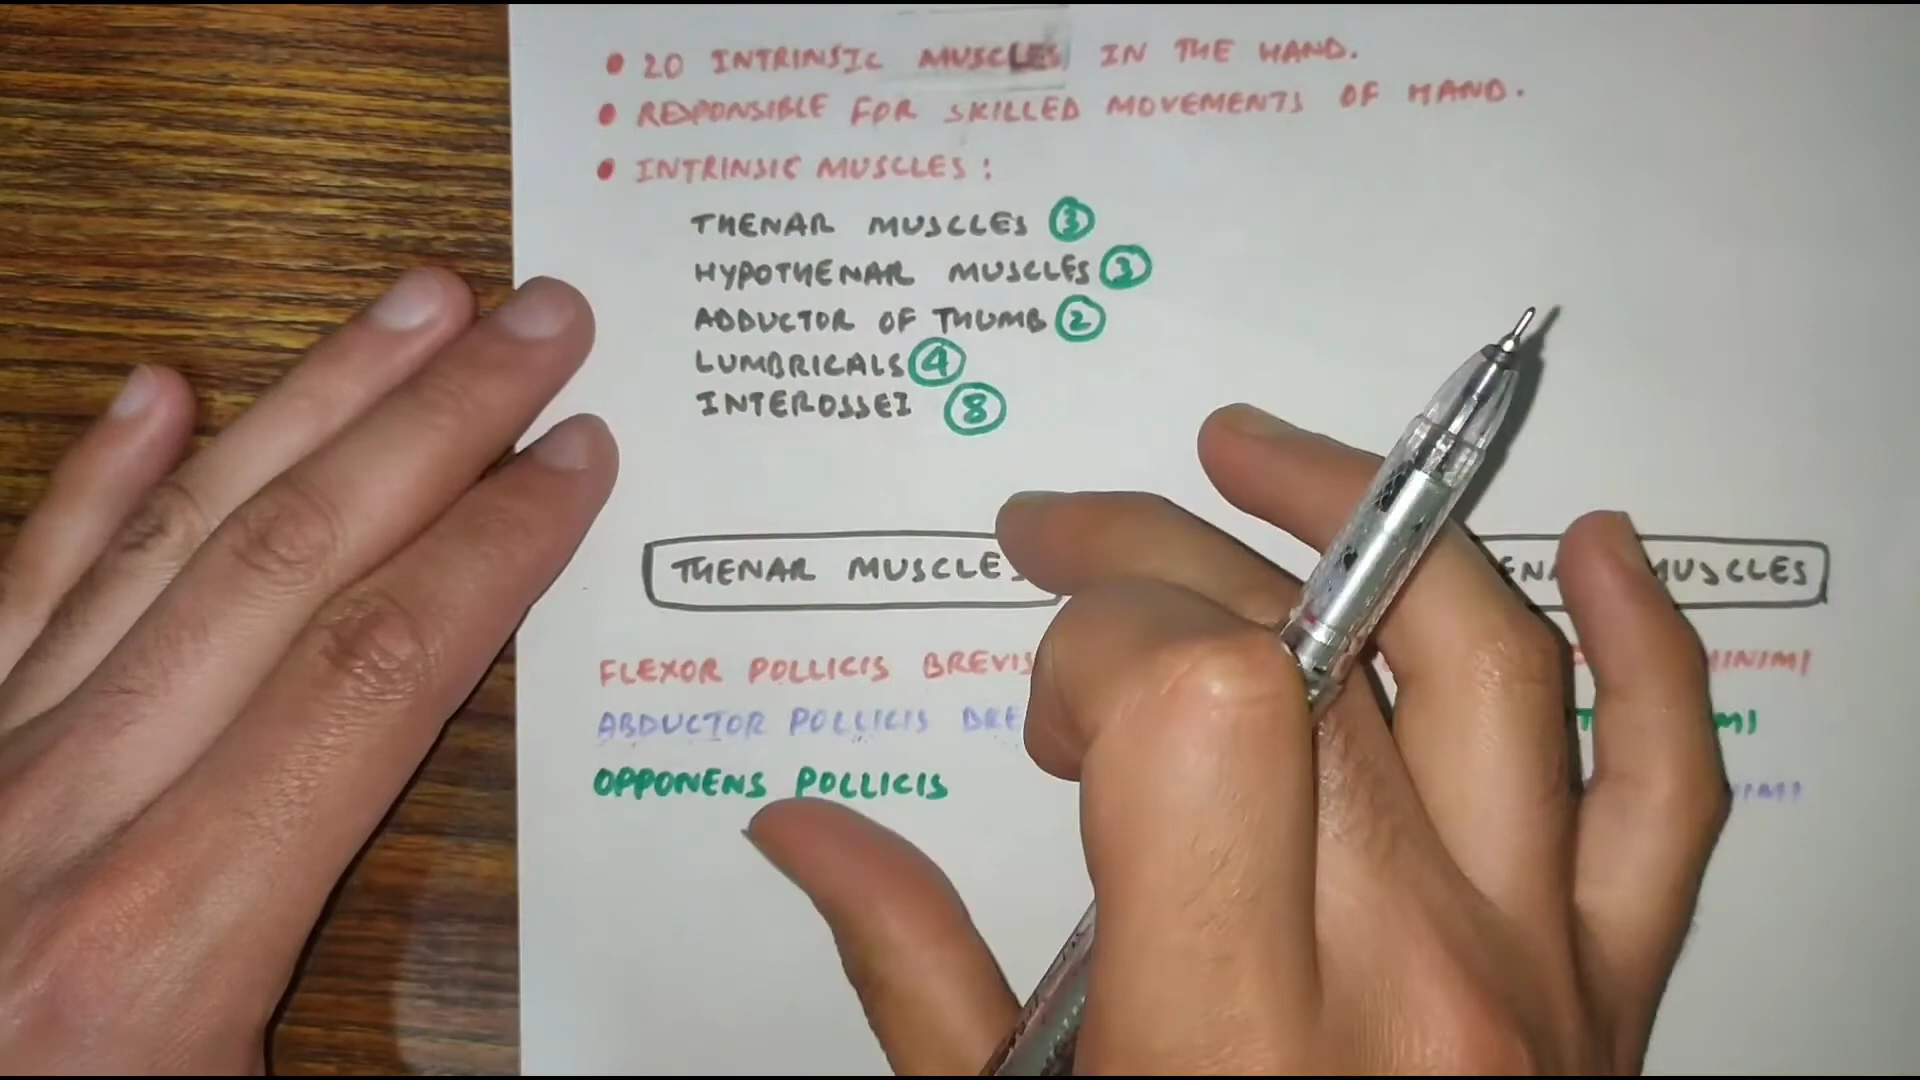 • 20 INTRINSIC MUSCLES IN THE HAND.
• RESPONSIBLE FOR SKILLED MOVEMENTS OF HAND.
• INTRINSIC MUSCLES:
THENAR MUSCLES 3
HYPOTHENAR MUSCLES 3
ADDUCTOR OF THUMB 2
LUMBRICALS 4
INTEROSSEI 8
THENAR MUSCLES
MUSCLES
FLEXOR POLLICIS BREVIS
MINIMI
ABDUCTOR POLLICIS
OPPONENS POLLICIS